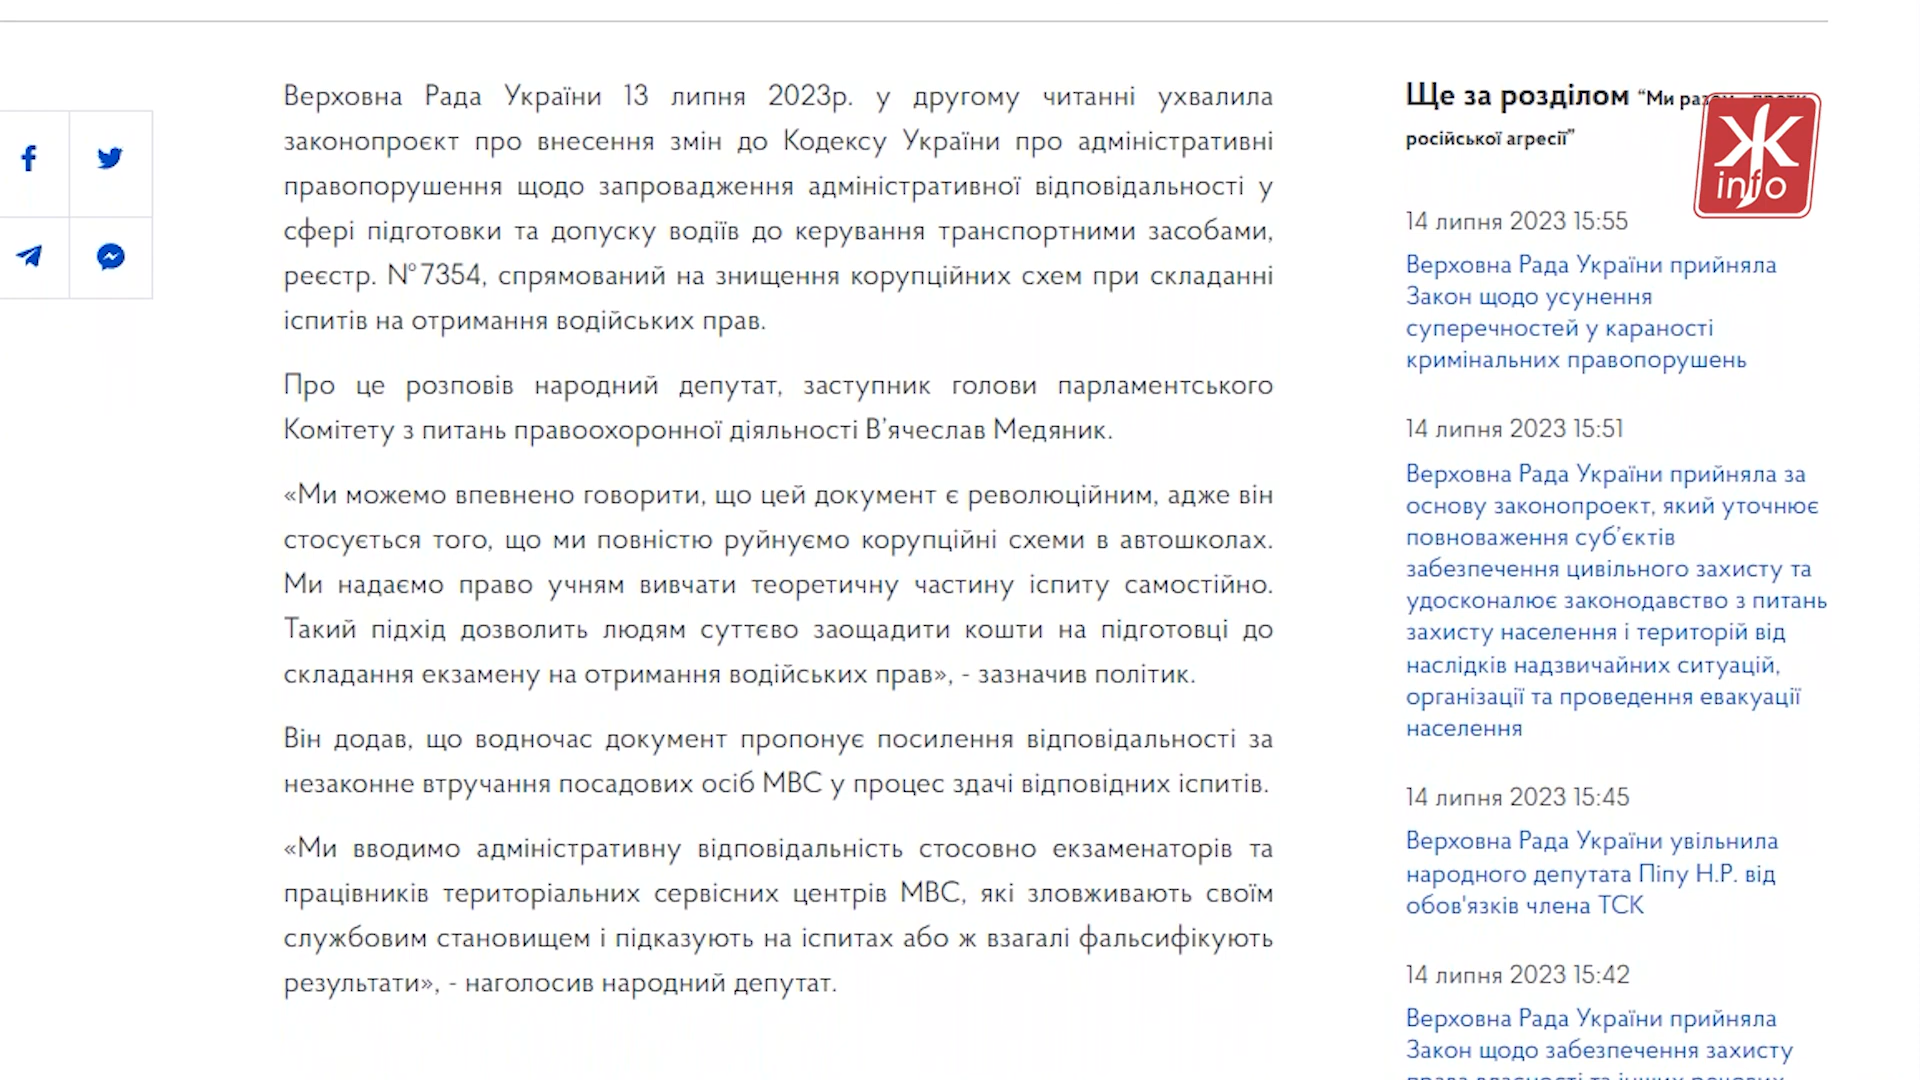 Верховна Рада України 13 липня 2023р. у другому читанні ухвалила
законопроєкт про внесення змін до Кодексу України про адміністративні
правопорушення щодо запровадження адміністративної відповідальності у
сфері підготовки та допуску водіїв до керування транспортними засобами,
реєстр. №7354, спрямований на знищення корупційних схем при складанні
іспитів на отримання водійських прав.
Про це розповів народний депутат, заступник голови парламентського
Комітету з питань правоохоронної діяльності В’ячеслав Медяник.
«Ми можемо впевнено говорити, що цей документ є революційним, адже він
стосується того, що ми повністю руйнуємо корупційні схеми в автошколах.
Ми надаємо право учням вивчати теоретичну частину іспиту самостійно.
Такий підхід дозволить людям суттєво заощадити кошти на підготовці до
складання екзамену на отримання водійських прав», - зазначив політик.
Він додав, що водночас документ пропонує посилення відповідальності за
незаконне втручання посадових осіб МВС у процес здачі відповідних іспитів.
«Ми вводимо адміністративну відповідальність стосовно екзаменаторів та
працівників територіальних сервісних центрів МВС, які зловживають своїм
службовим становищем і підказують на іспитах або ж взагалі фальсифікують
результати», - наголосив народний депутат.
Ще за розділом “Ми
російської агресії”
Ж
info
14 липня 2023 15:55
Верховна Рада України прийняла
Закон щодо усунення
суперечностей у караності
кримінальних правопорушень
14 липня 2023 15:51
Верховна Рада України прийняла за
основу законопроект, який уточнює
повноваження суб’єктів
забезпечення цивільного захисту та
удосконалює законодавство з питань
захисту населення і територій від
наслідків надзвичайних ситуацій,
організації та проведення евакуації
населення
14 липня 2023 15:45
Верховна Рада України увільнила
народного депутата Піпу Н.Р. від
обов'язків члена ТСК
14 липня 2023 15:42
Верховна Рада України прийняла
Закон щодо забезпечення захисту